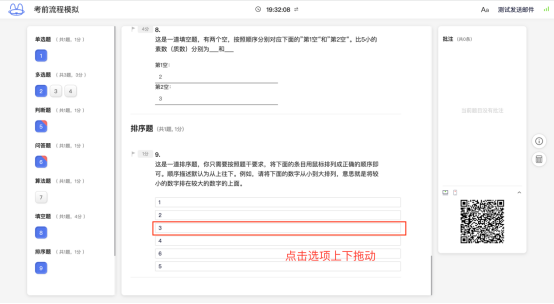 考前流程模拟
19:32:08
Aa 测试发送邮件
单选题 (共1题, 1分)
1
多选题 (共3题, 3分)
2 3 4
判断题 (共1题, 1分)
5
问答题 (共1题, 1分)
6
算选题 (共1题, 1分)
7
填空题 (共1题, 4分)
8
排序题 (共1题, 1分)
9
4分 8.
这是一道填空题,有两个空,按照顺序分别对应下面的"第1空"和"第2空"。比5小的
素数(质数)分别为___和___
第1空:
2
第2空:
3
排序题 (共1题, 1分)
1分 9.
这是一道排序题,你只需要按照题干要求,将下面的条目用鼠标排列成正确的顺序即
可。顺序描述默认为从上往下。例如,请将下面的数字从小到大排列,意思就是将较
小的数字排在较大的数字的上面。
1
2
3
4
6
5
点击选项上下拖动
批注 (共0条)
当前题目没有批注